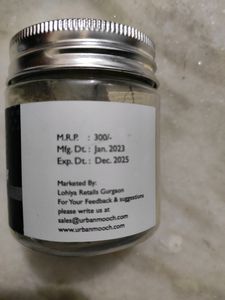 M.R.P. : 300/-
Mfg. Dt. : Jan. 2023
Exp. Dt. : Dec. 2025
Marketed By:
Lohiya Retails Gurgaon
For Your Feedback & suggestions
please write us at
sales@urbanmooch.com
www.urbanmooch.com